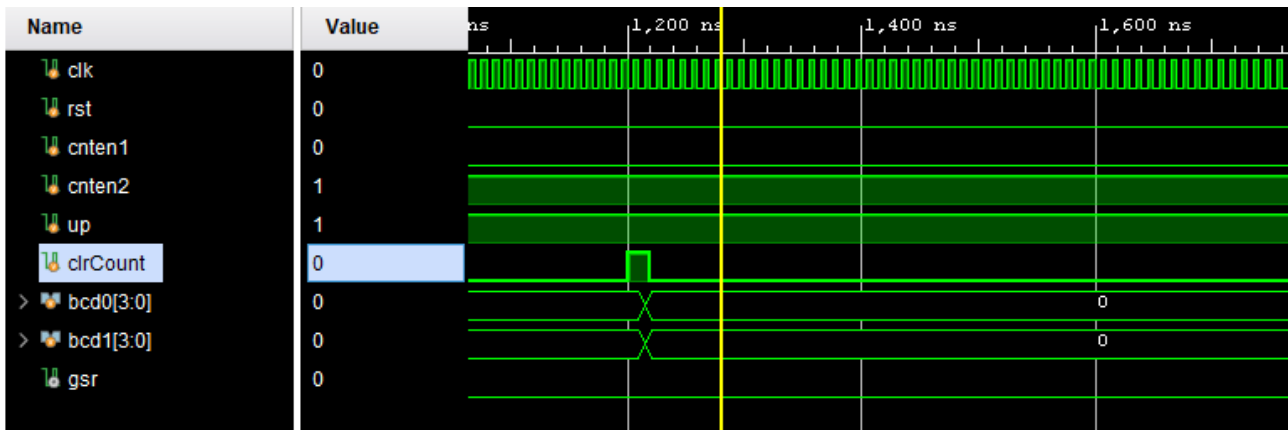 Name Value ns 1,200 ns 1,400 ns 1,600 ns
clk 0
rst 0
cnten1 0
cnten2 1
up 1
clrCount 0
> bcd0[3:0] 0 0
> bcd1[3:0] 0 0
gsr 0